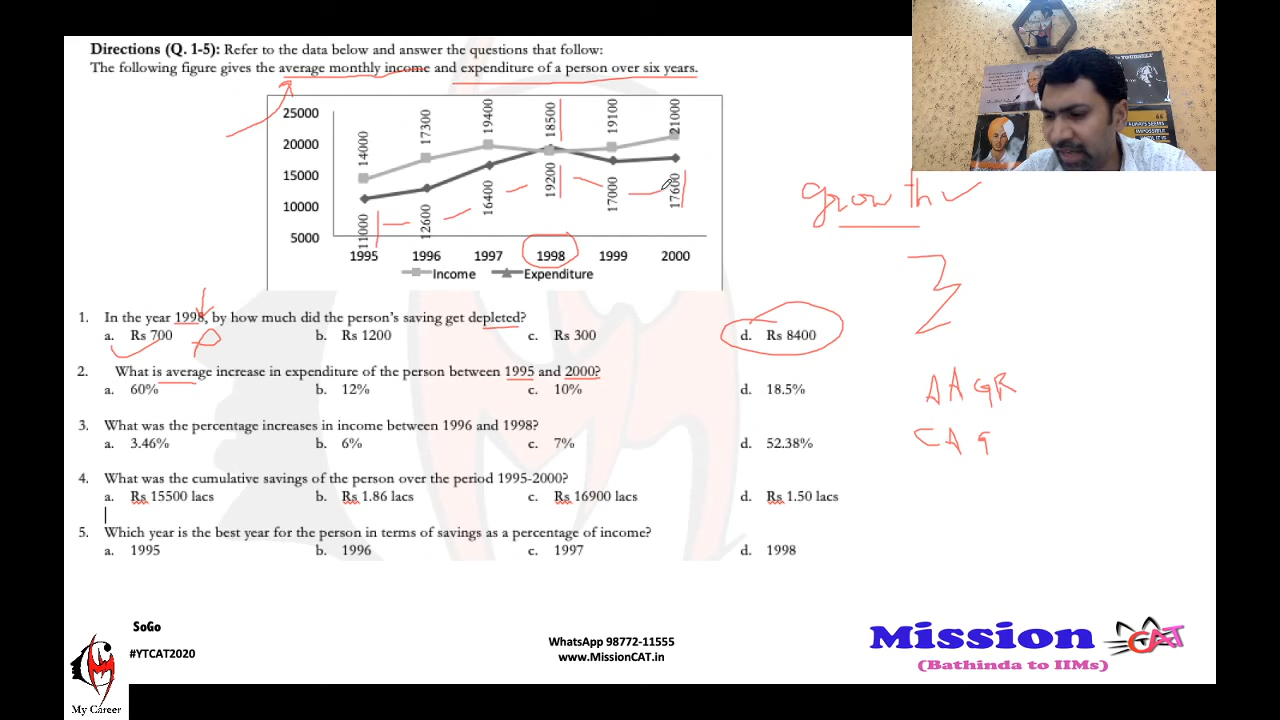 Directions (Q. 1-5): Refer to the data below and answer the questions that follow:
The following figure gives the average monthly income and expenditure of a person over six years.
25000
20000
15000
10000
5000
14000
17300
19400
18500
19100
21000
11000
12600
16400
19200
17000
17600
1995 1996 1997 1998 1999 2000
Income Expenditure
growth
AAGR
CAG
1. In the year 1998, by how much did the person's saving get depleted?
a. Rs 700 b. Rs 1200 c. Rs 300 d. Rs 8400
2. What is average increase in expenditure of the person between 1995 and 2000?
a. 60% b. 12% c. 10% d. 18.5%
3. What was the percentage increases in income between 1996 and 1998?
a. 3.46% b. 6% c. 7% d. 52.38%
4. What was the cumulative savings of the person over the period 1995-2000?
a. Rs 15500 lacs b. Rs 1.86 lacs c. Rs 16900 lacs d. Rs 1.50 lacs
5. Which year is the best year for the person in terms of savings as a percentage of income?
a. 1995 b. 1996 c. 1997 d. 1998
SoGo
#YTCAT2020
WhatsApp 98772-11555
www.MissionCAT.in
Mission CAT
(Bathinda to IIMs)
My Career